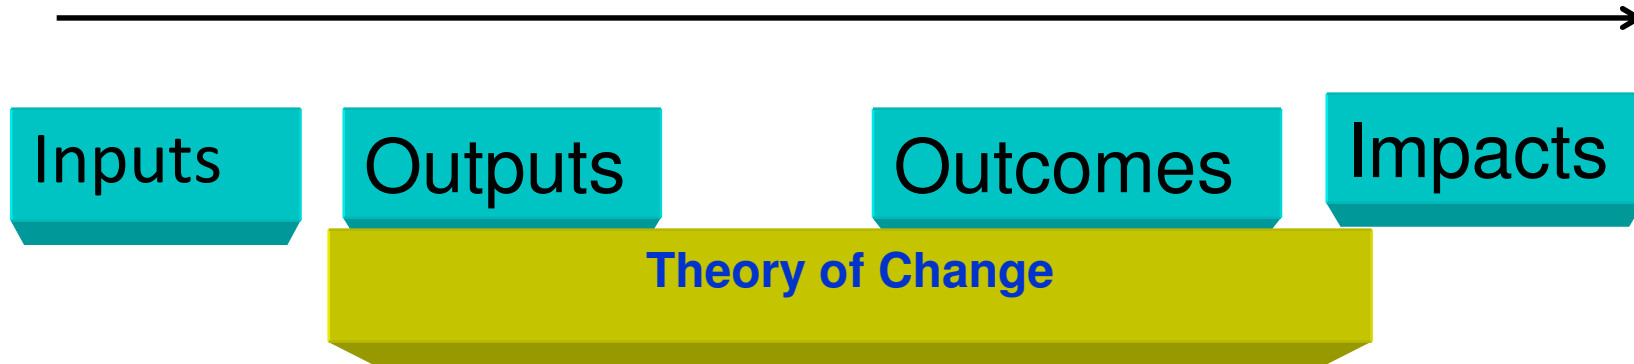 Inputs
Outputs
Outcomes
Impacts
Theory of Change